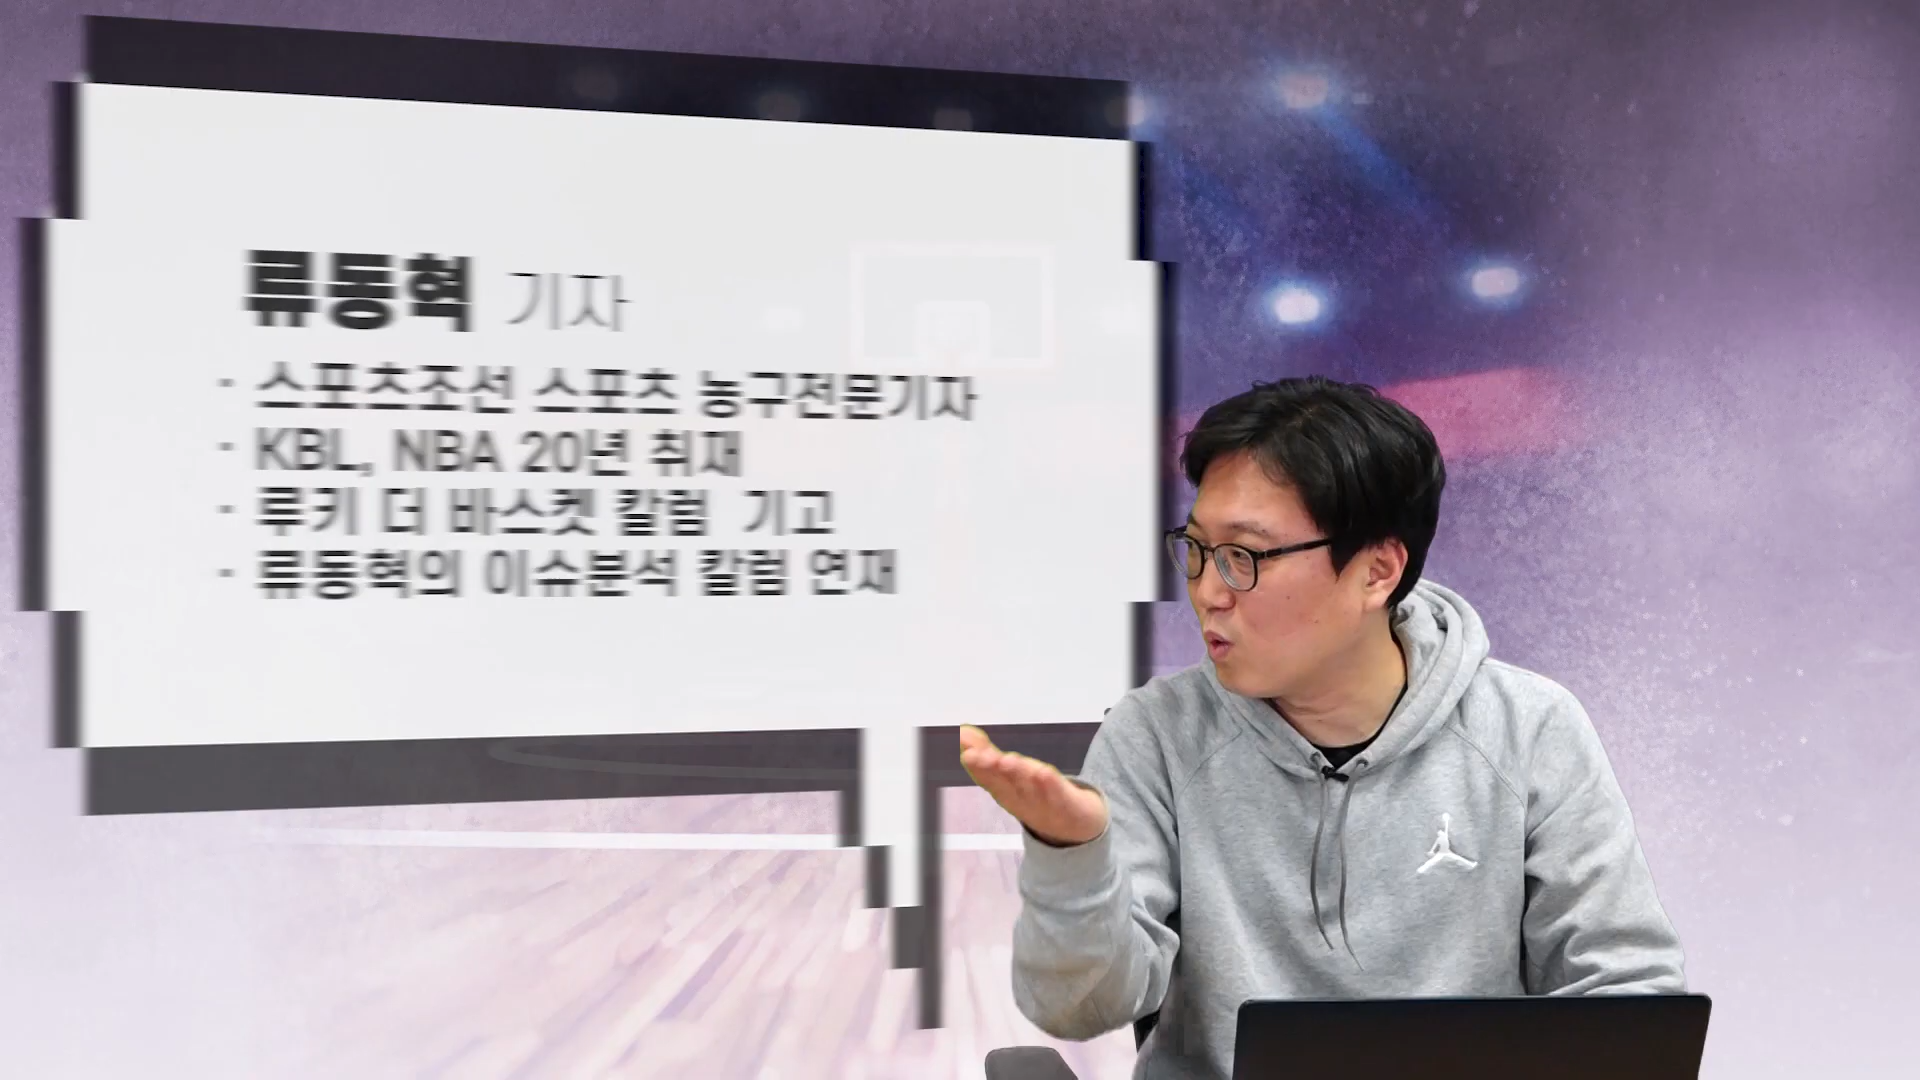 류동혁 기자
· 스포츠조선 스포츠 농구전문기자
· KBL, NBA 20년 취재
· 루키 더 바스켓 칼럼 기고
· 류동혁의 이슈분석 칼럼 연재